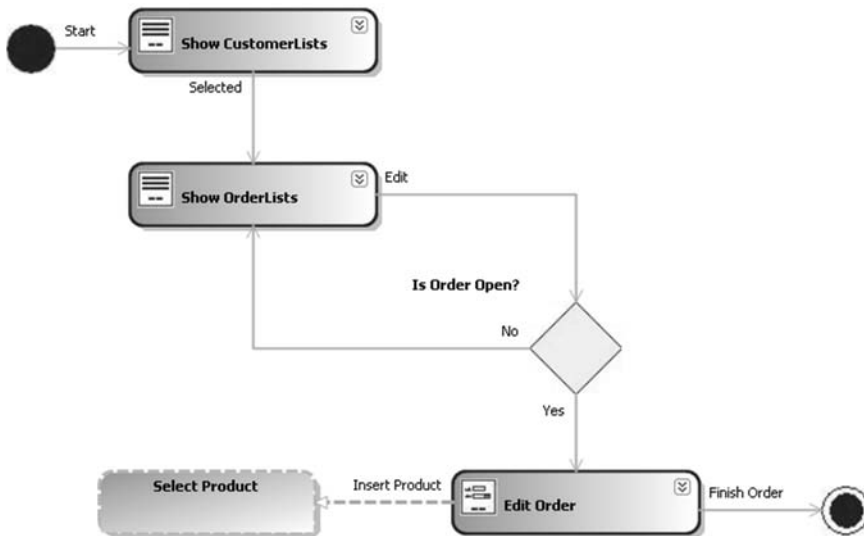 Start
Show CustomerLists
Selected
Show OrderLists
Edit
Is Order Open?
No
Yes
Select Product
Insert Product
Edit Order
Finish Order